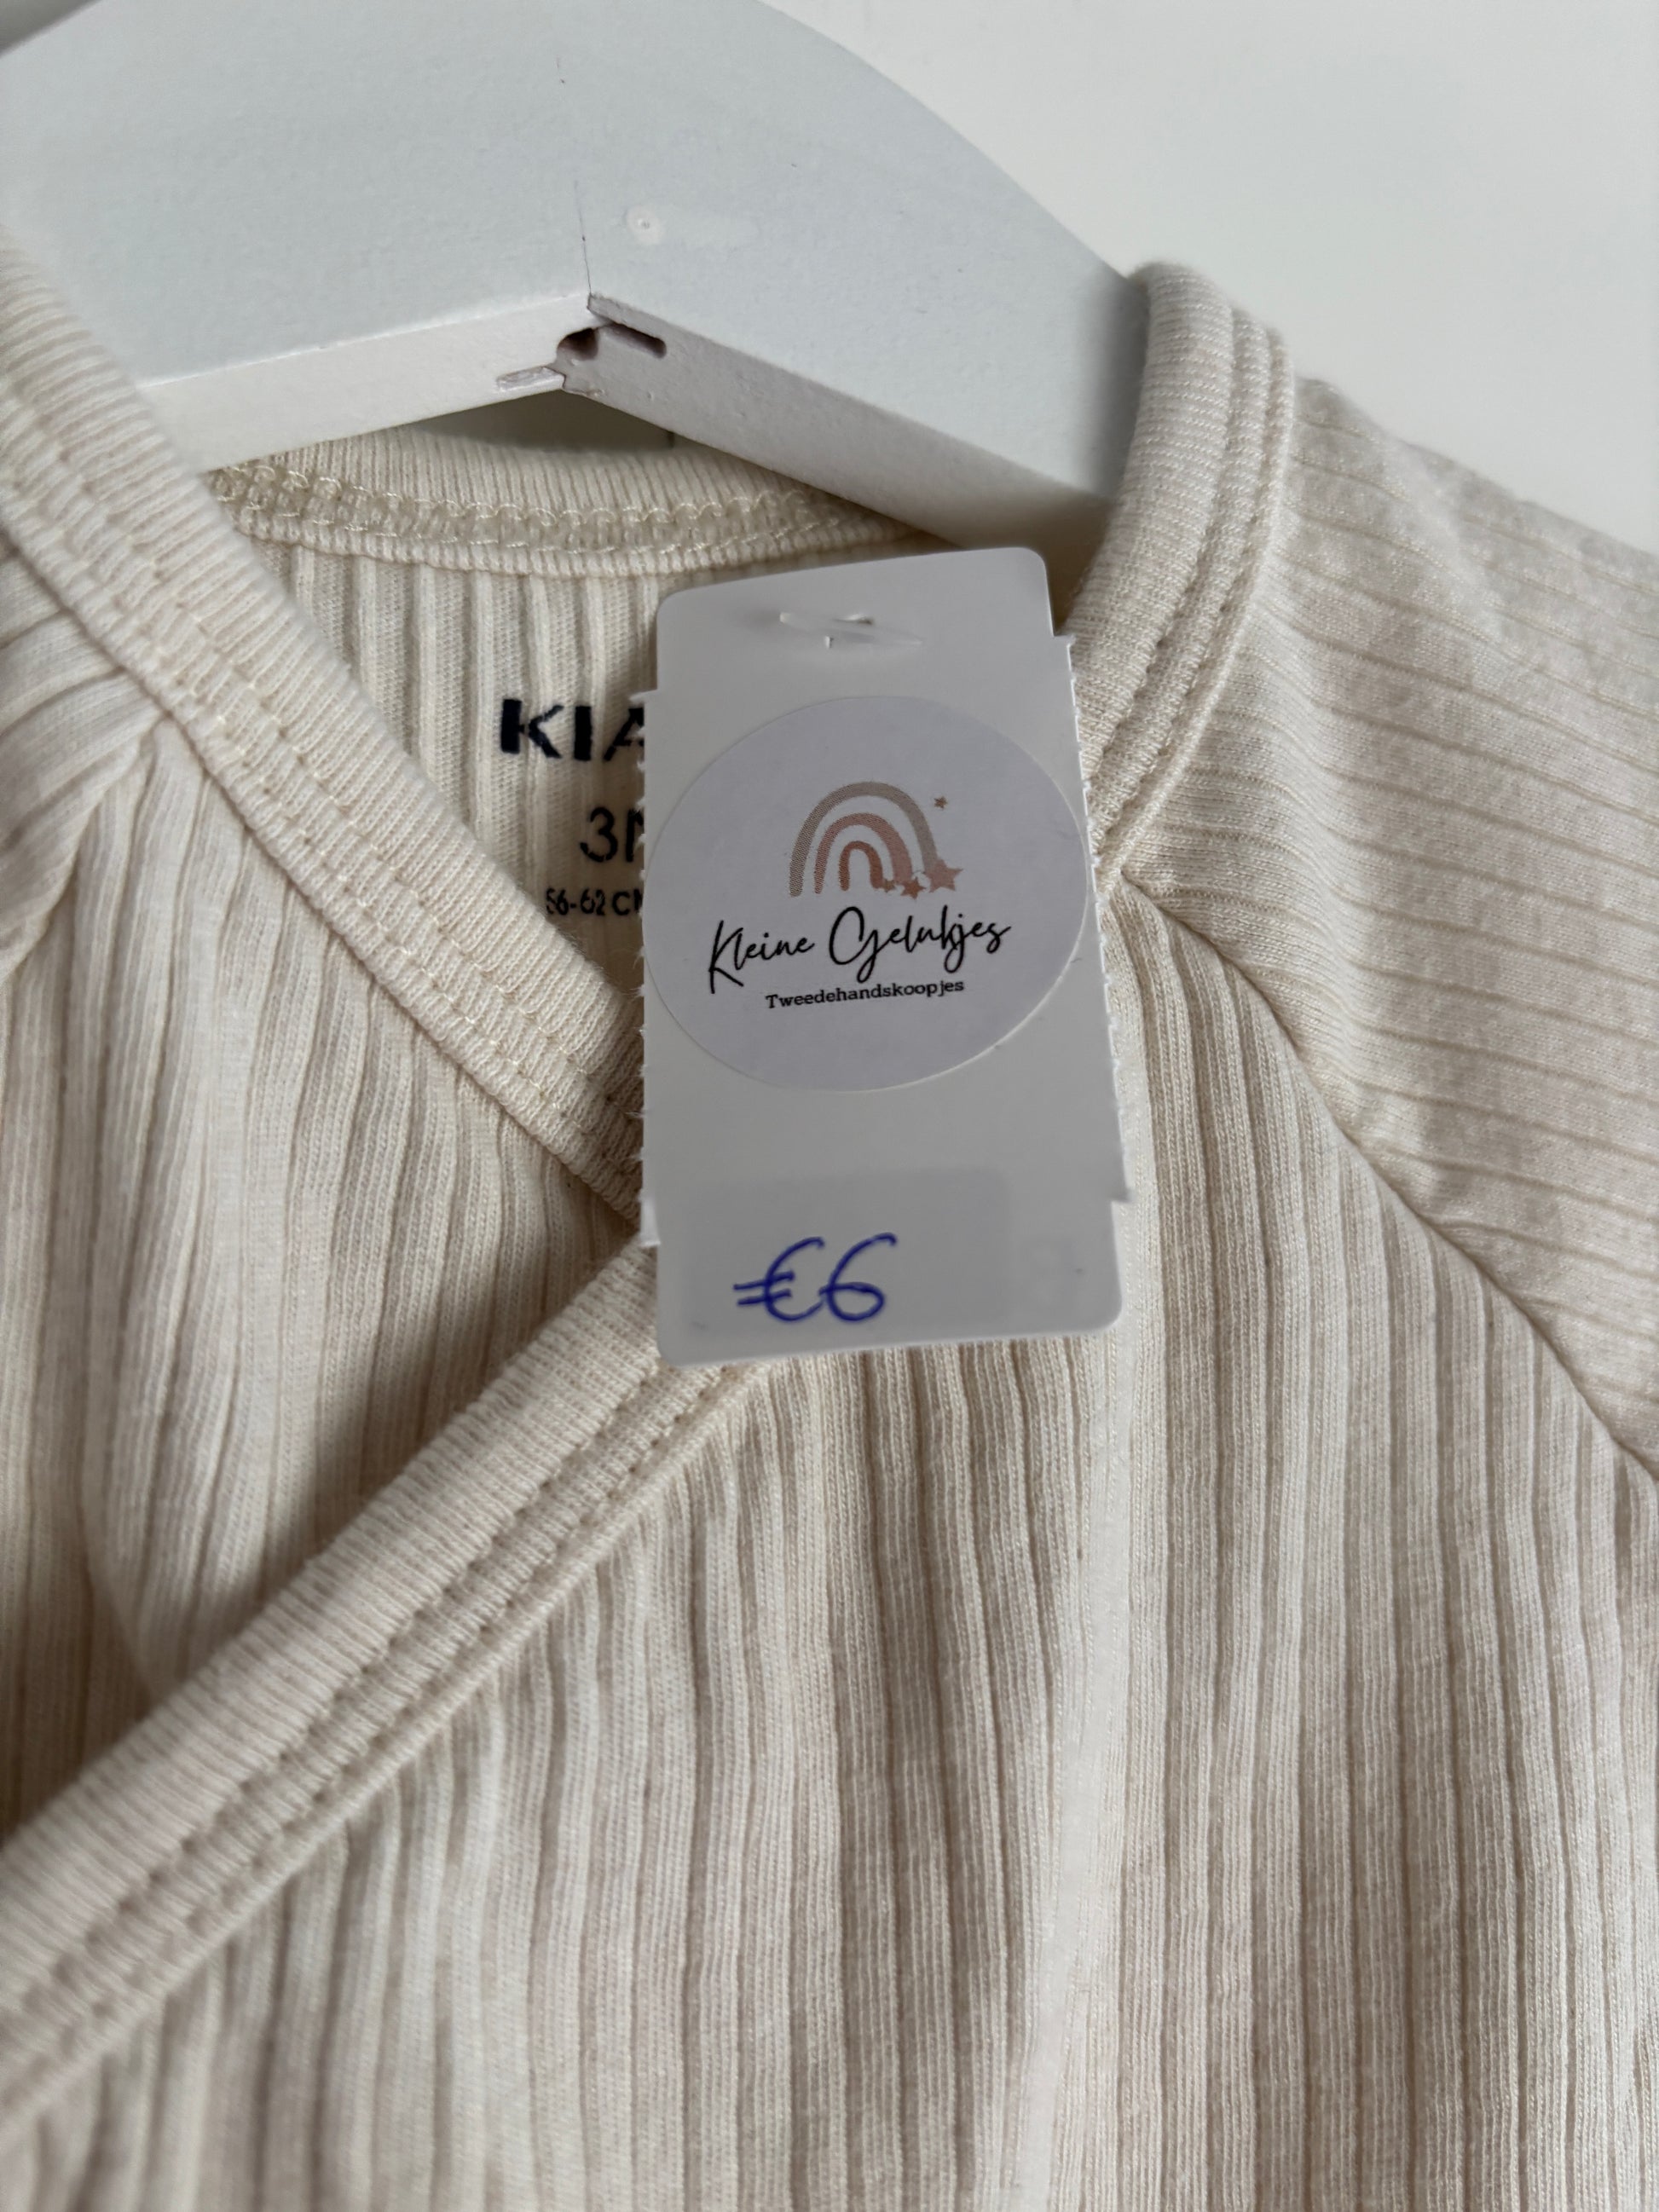 KIA
3M
56-62 CM
Kleine Gelukjes
Tweedehandskoopjes
€6